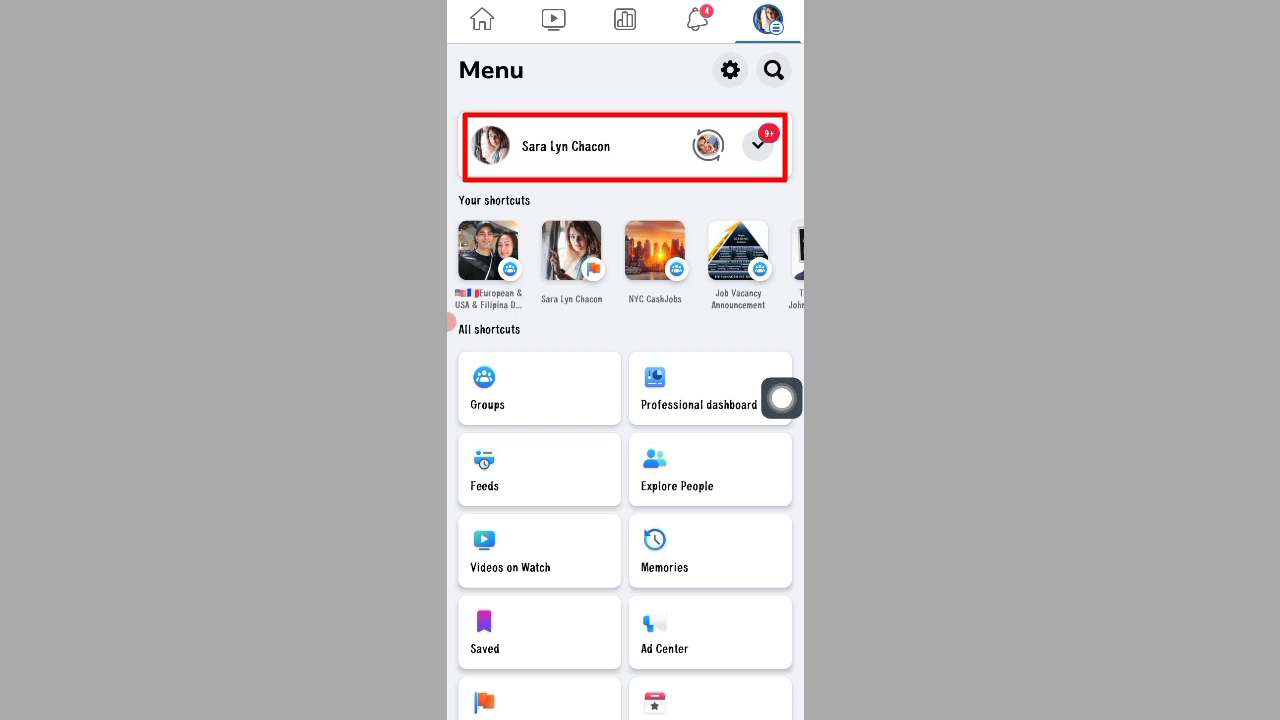 4
Menu
Sara Lyn Chacon
9+
Your shortcuts
European &
USA & Filipina D...
Sara Lyn Chacon
NYC CashJobs
Job Vacancy
Announcement
T
John
All shortcuts
Groups
Professional dashboard
Feeds
Explore People
Videos on Watch
Memories
Saved
Ad Center